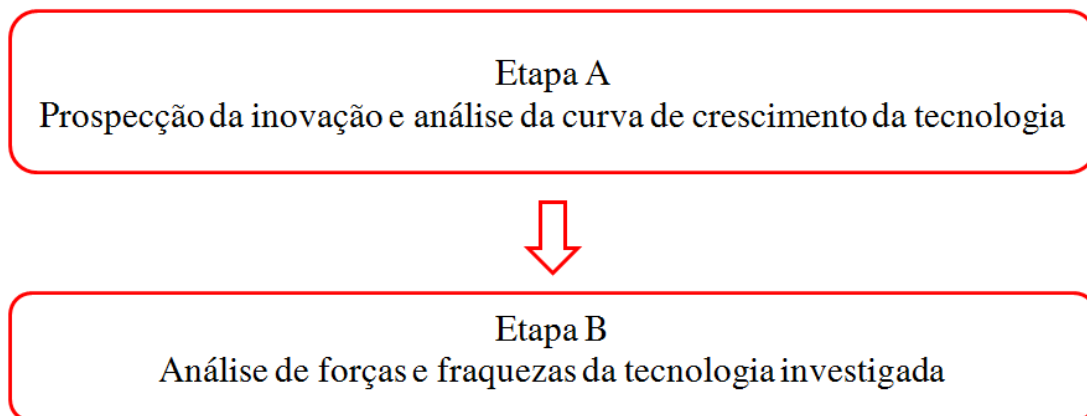 Etapa A
Prospecção da inovação e análise da curva de crescimento da tecnologia
Etapa B
Análise de forças e fraquezas da tecnologia investigada